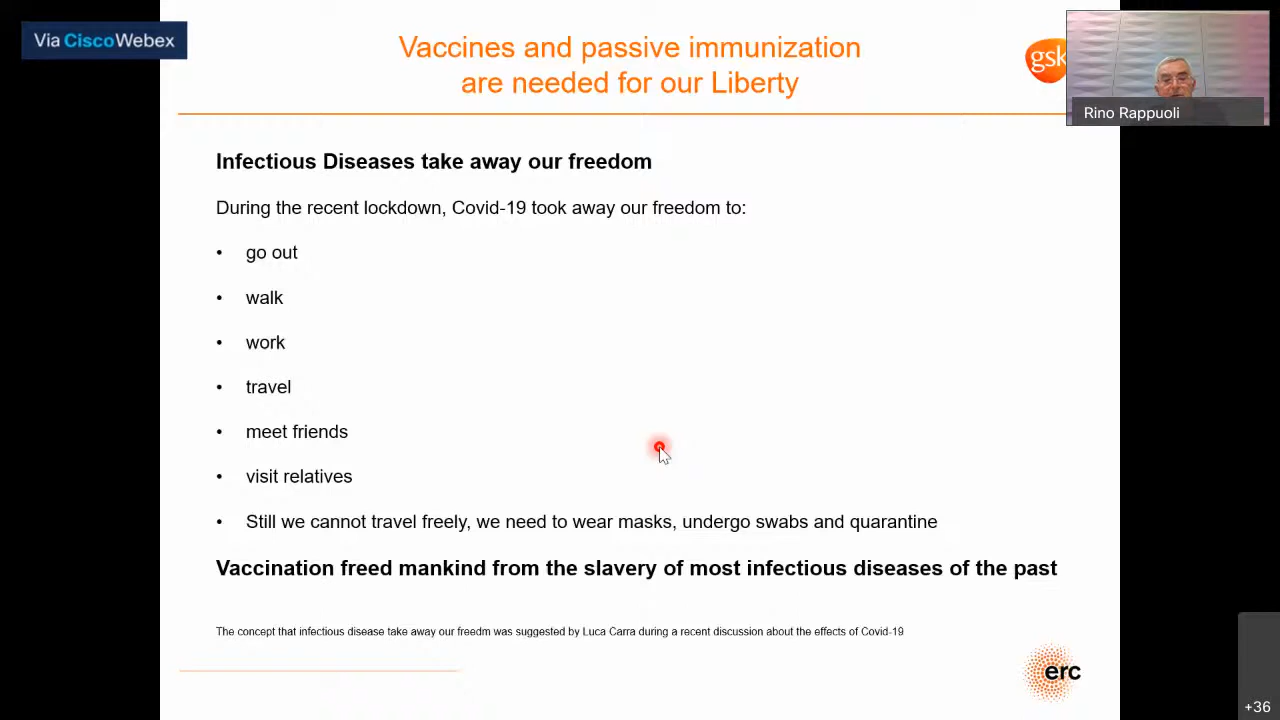 Via CiscoWebex
Vaccines and passive immunization
are needed for our Liberty
gsk
Rino Rappuoli
Infectious Diseases take away our freedom
During the recent lockdown, Covid-19 took away our freedom to:
• go out
• walk
• work
• travel
• meet friends
• visit relatives
• Still we cannot travel freely, we need to wear masks, undergo swabs and quarantine
Vaccination freed mankind from the slavery of most infectious diseases of the past
The concept that infectious disease take away our freedm was suggested by Luca Carra during a recent discussion about the effects of Covid-19
erc
+36